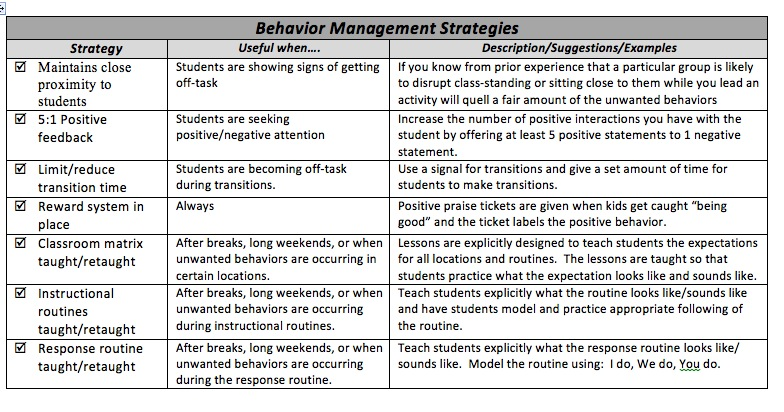 Behavior Management Strategies
Strategy
Useful when....
Description/Suggestions/Examples
Maintains close
proximity to
students
Students are showing signs of getting
off-task
If you know from prior experience that a particular group is likely
to disrupt class-standing or sitting close to them while you lead an
activity will quell a fair amount of the unwanted behaviors
5:1 Positive
feedback
Students are seeking
positive/negative attention
Increase the number of positive interactions you have with the
student by offering at least 5 positive statements to 1 negative
statement.
Limit/reduce
transition time
Students are becoming off-task
during transitions.
Use a signal for transitions and give a set amount of time for
students to make transitions.
Reward system in
place
Always
Positive praise tickets are given when kids get caught “being
good” and the ticket labels the positive behavior.
Classroom matrix
taught/retaught
After breaks, long weekends, or when
unwanted behaviors are occurring in
certain locations.
Lessons are explicitly designed to teach students the expectations
for all locations and routines.  The lessons are taught so that
students practice what the expectation looks like and sounds like.
Instructional
routines
taught/retaught
After breaks, long weekends, or when
unwanted behaviors are occurring
during instructional routines.
Teach students explicitly what the routine looks like/sounds like
and have students model and practice appropriate following of
the routine.
Response routine
taught/retaught
After breaks, long weekends, or when
unwanted behaviors are occurring
during the response routine.
Teach students explicitly what the response routine looks like/
sounds like.  Model the routine using:  I do, We do, You do.